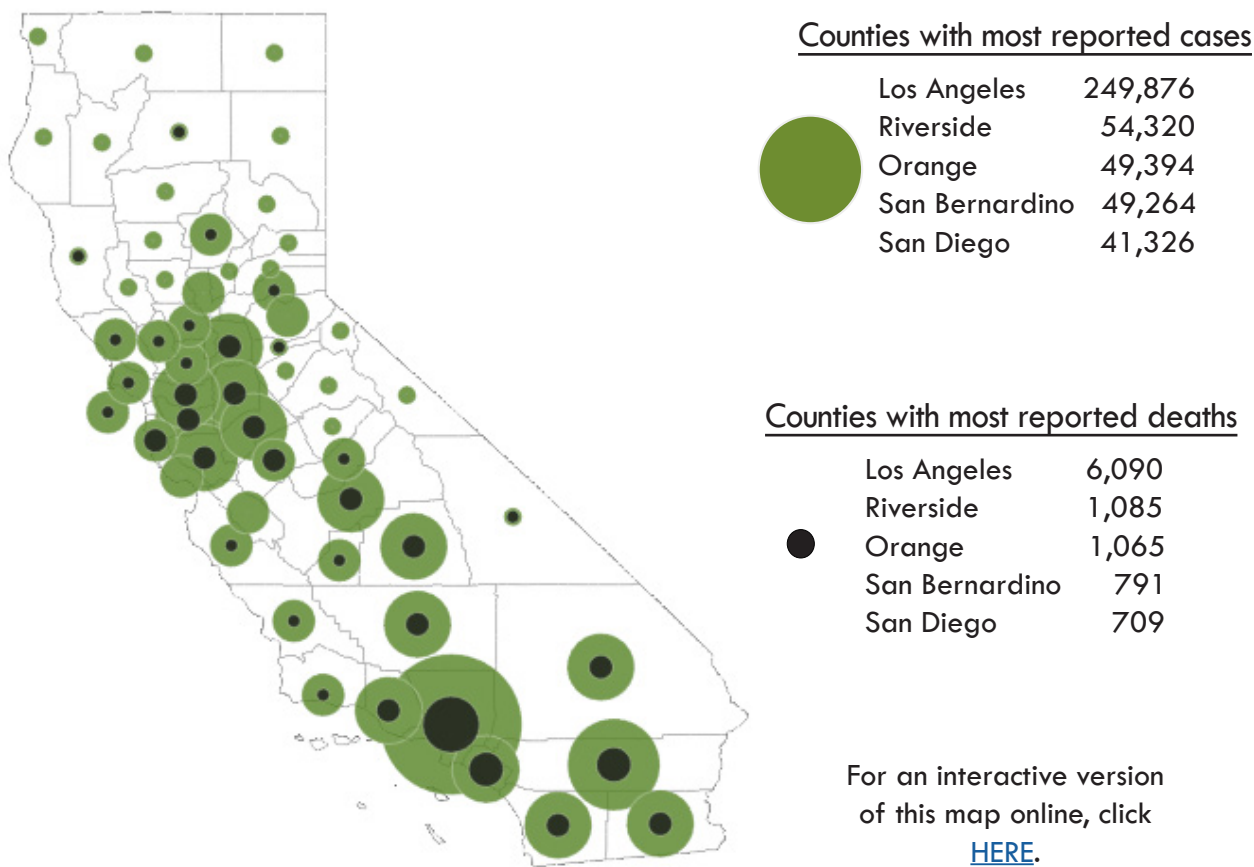 Counties with most reported cases
Los Angeles 249,876
Riverside 54,320
Orange 49,394
San Bernardino 49,264
San Diego 41,326
Counties with most reported deaths
Los Angeles 6,090
Riverside 1,085
Orange 1,065
San Bernardino 791
San Diego 709
For an interactive version
of this map online, click
HERE.